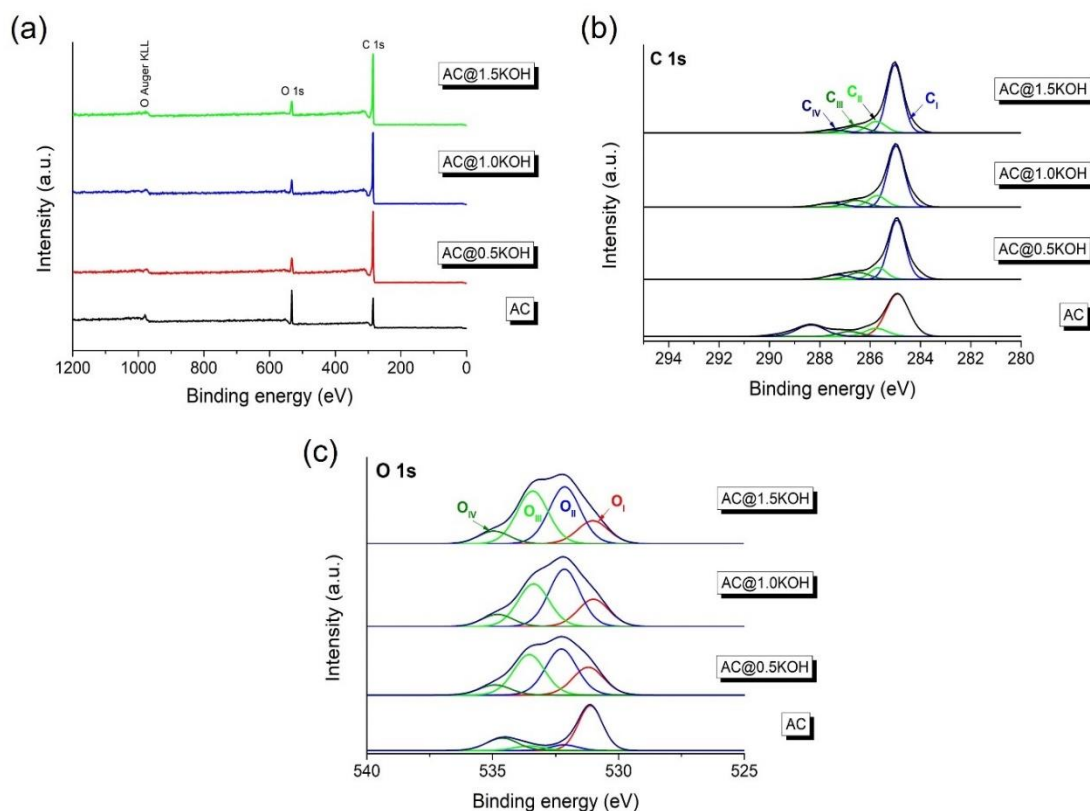 (a)
O Auger KLL
O 1s
C 1s
AC@1.5KOH
AC@1.0KOH
AC@0.5KOH
AC
Intensity (a.u.)
1200 1000 800 600 400 200 0
Binding energy (eV)
(b)
C 1s
C_IV C_III C_II C_I
AC@1.5KOH
AC@1.0KOH
AC@0.5KOH
AC
Intensity (a.u.)
294 292 290 288 286 284 282 280
Binding energy (eV)
(c)
O 1s
O_IV O_III O_II O_I
AC@1.5KOH
AC@1.0KOH
AC@0.5KOH
AC
Intensity (a.u.)
540 535 530 525
Binding energy (eV)